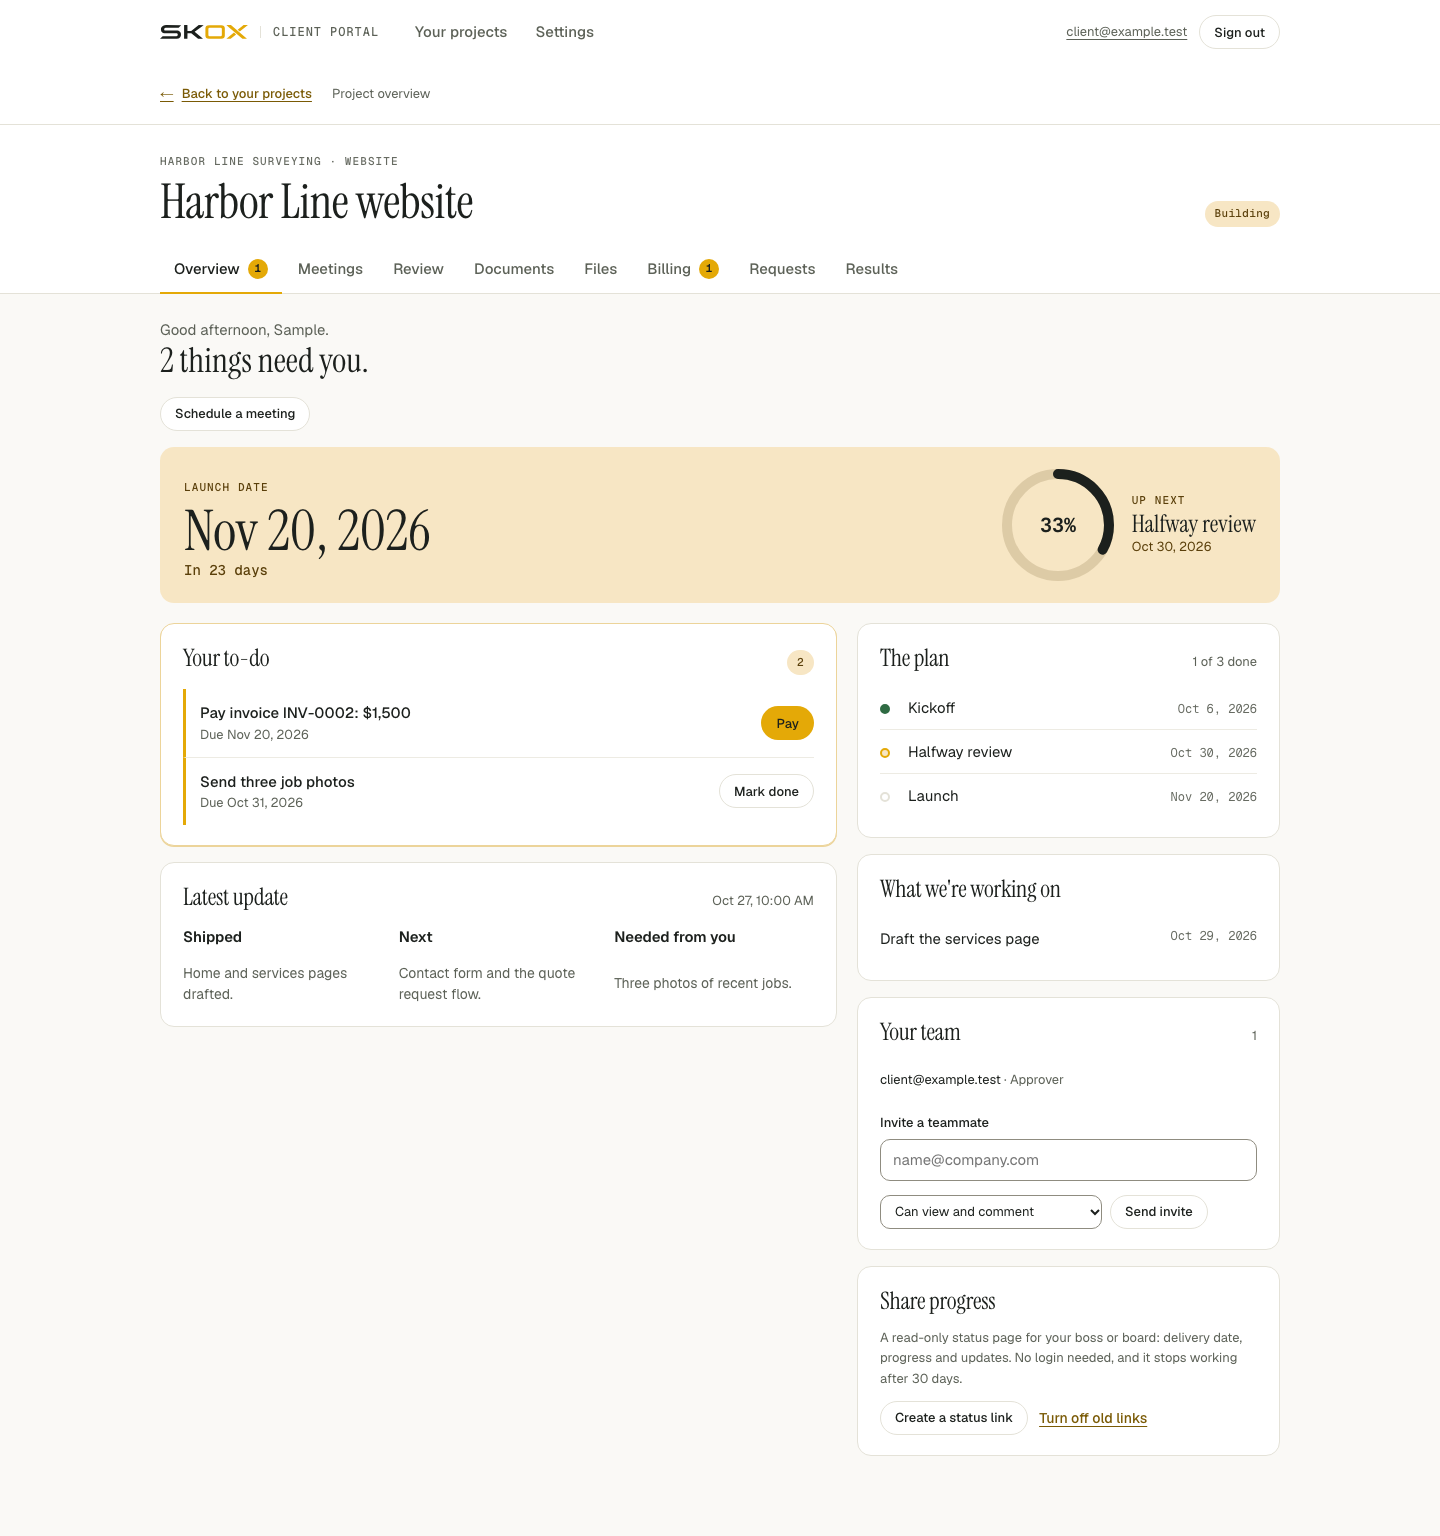 SKOX
CLIENT PORTAL
Your projects
Settings
client@example.test
Sign out
← Back to your projects
Project overview
HARBOR LINE SURVEYING · WEBSITE
Harbor Line website
Building
Overview 1
Meetings
Review
Documents
Files
Billing 1
Requests
Results
Good afternoon, Sample.
2 things need you.
Schedule a meeting
LAUNCH DATE
Nov 20, 2026
In 23 days
33%
UP NEXT
Halfway review
Oct 30, 2026
Your to-do
2
Pay invoice INV-0002: $1,500
Due Nov 20, 2026
Pay
Send three job photos
Due Oct 31, 2026
Mark done
Latest update
Oct 27, 10:00 AM
Shipped
Home and services pages
drafted.
Next
Contact form and the quote
request flow.
Needed from you
Three photos of recent jobs.
The plan
1 of 3 done
Kickoff
Oct 6, 2026
Halfway review
Oct 30, 2026
Launch
Nov 20, 2026
What we're working on
Draft the services page
Oct 29, 2026
Your team
1
client@example.test · Approver
Invite a teammate
name@company.com
Can view and comment
Send invite
Share progress
A read-only status page for your boss or board: delivery date,
progress and updates. No login needed, and it stops working
after 30 days.
Create a status link
Turn off old links